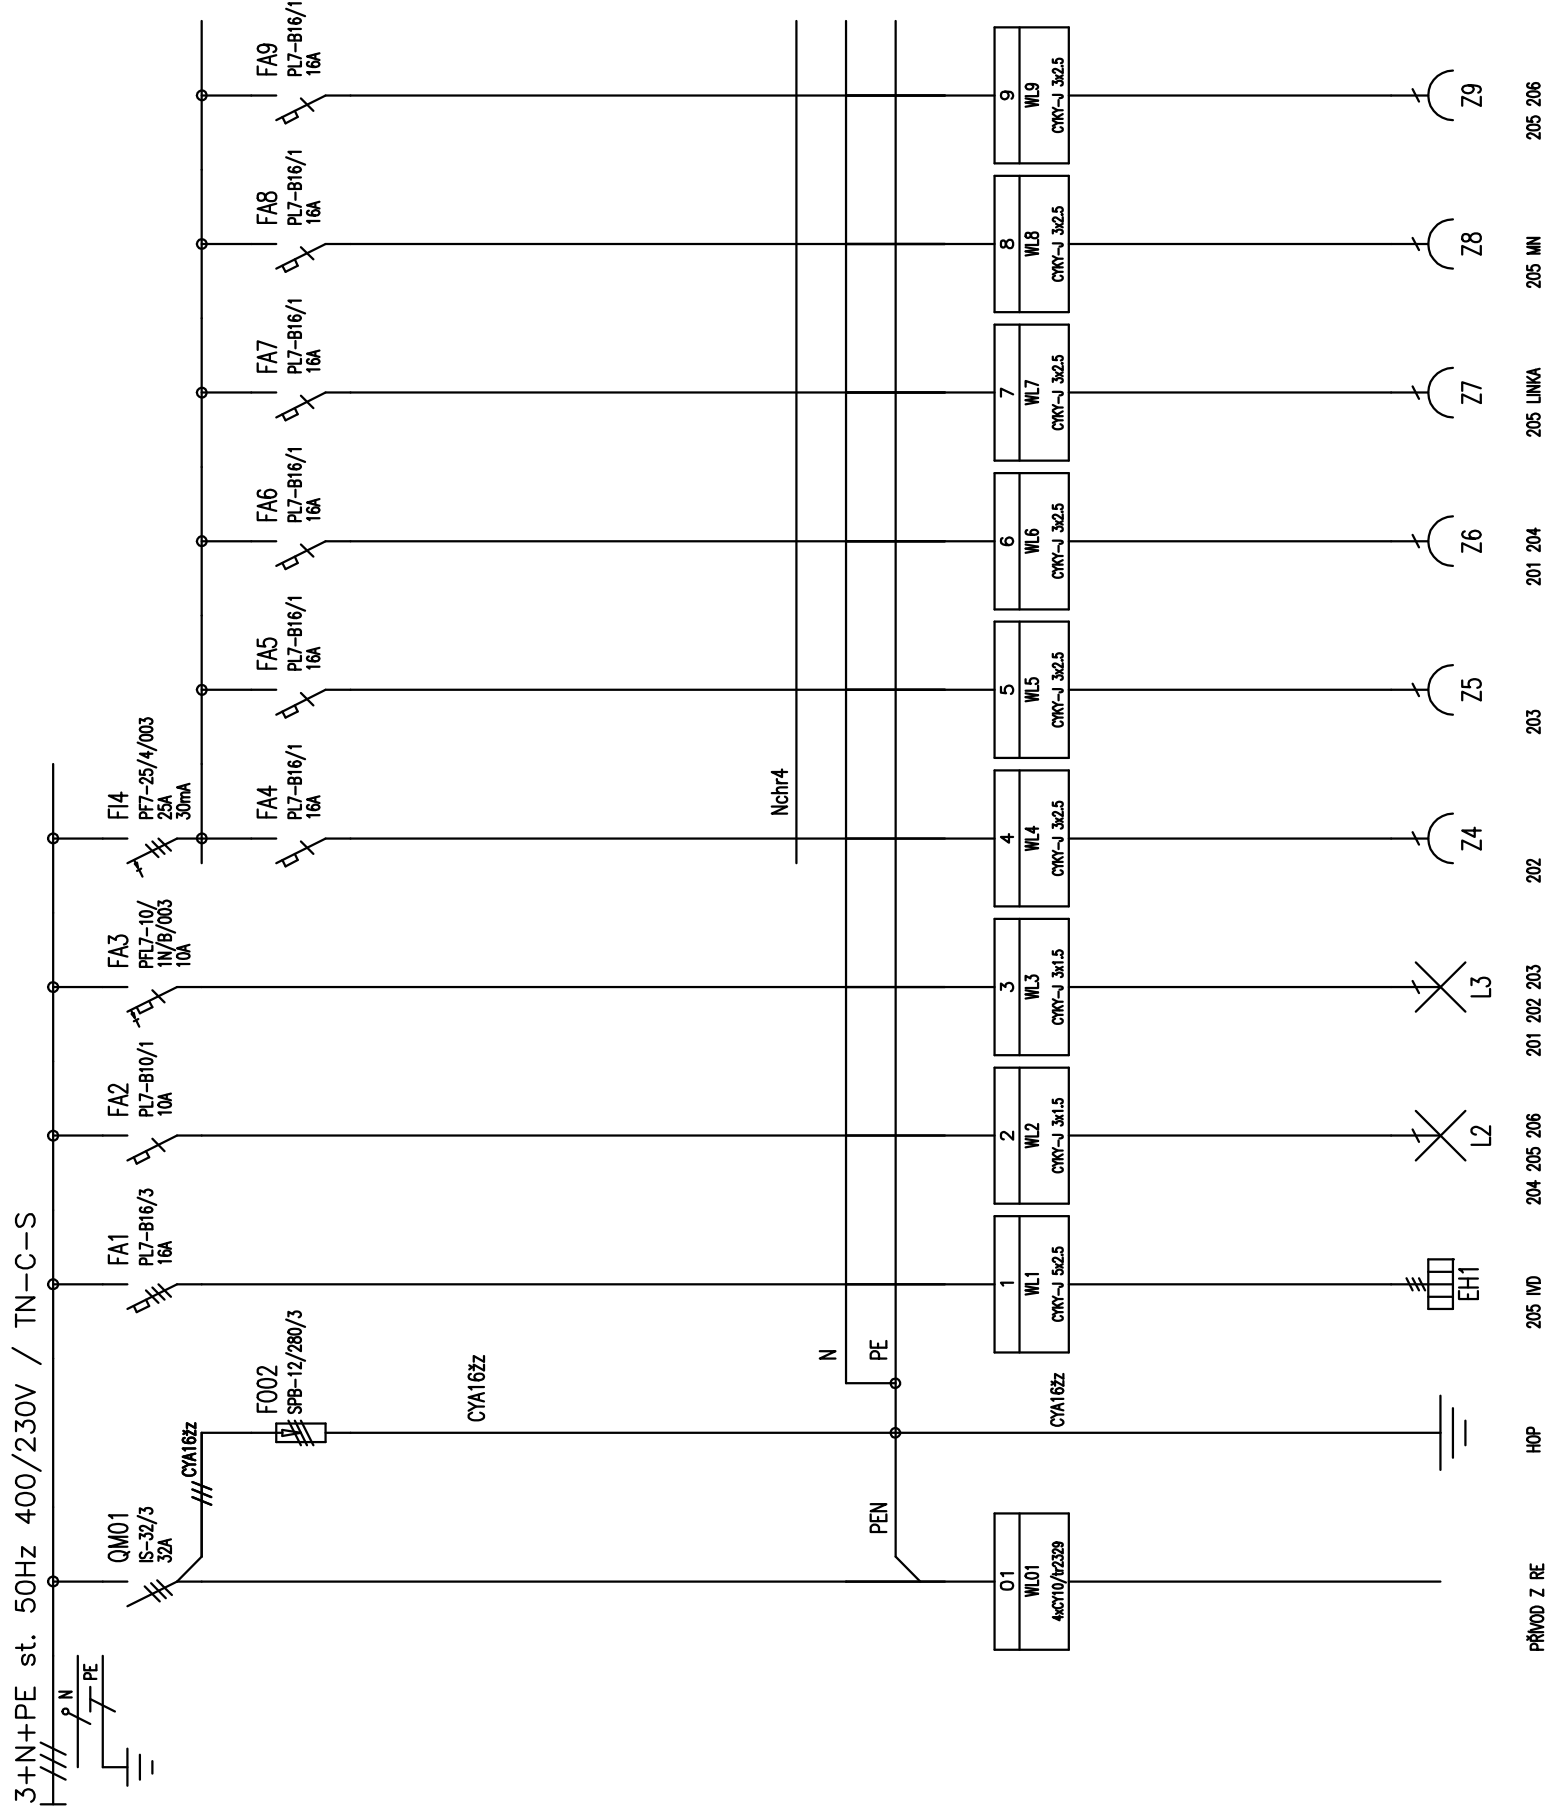 3+N+PE st. 50Hz 400/230V / TN-C-S
N
PE
QM01
IS-32/3
32A
CYA16žz
FO02
SPB-12/280/3
CYA16žz
FA1
PL7-B16/3
16A
FA2
PL7-B10/1
10A
FA3
PFL7-10/
1N/B/003
10A
FI4
PF7-25/4/003
25A
30mA
FA4
PL7-B16/1
16A
FA5
PL7-B16/1
16A
FA6
PL7-B16/1
16A
FA7
PL7-B16/1
16A
FA8
PL7-B16/1
16A
FA9
PL7-B16/1
16A
Nchr4
N
PE
PEN
CYA16žz
01
WL01
4xCY10/tr2329
1
WL1
CYKY-J 5x2.5
2
WL2
CYKY-J 3x1.5
3
WL3
CYKY-J 3x1.5
4
WL4
CYKY-J 3x2.5
5
WL5
CYKY-J 3x2.5
6
WL6
CYKY-J 3x2.5
7
WL7
CYKY-J 3x2.5
8
WL8
CYKY-J 3x2.5
9
WL9
CYKY-J 3x2.5
EH1
L2
L3
Z4
Z5
Z6
Z7
Z8
Z9
PŘÍVOD Z RE
HOP
205 IVD
204 205 206
201 202 203
202
203
201 204
205 LINKA
205 MN
205 206